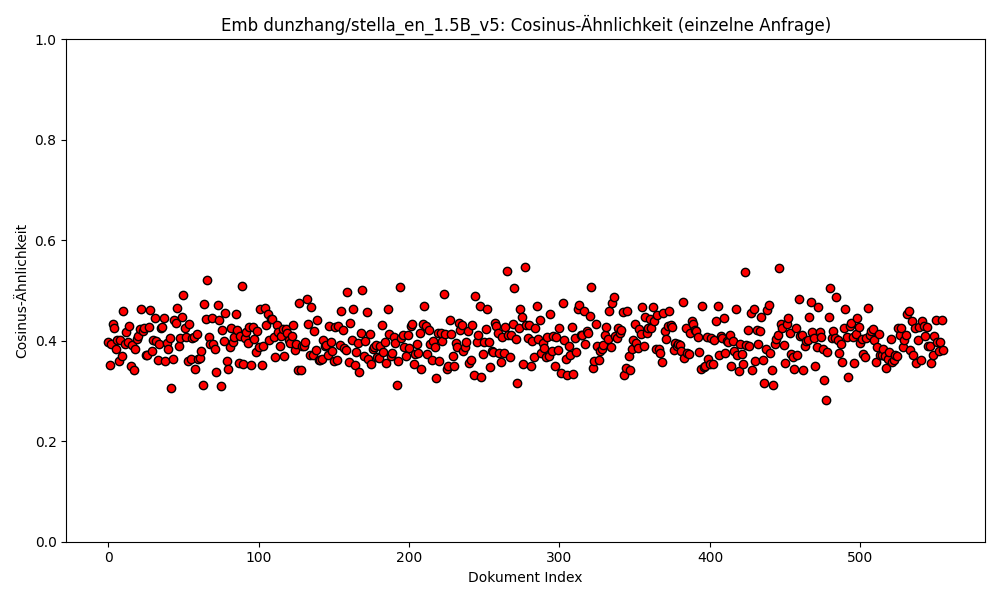 Emb dunzhang/stella_en_1.5B_v5: Cosinus-Ähnlichkeit (einzelne Anfrage)
1.0
0.8
0.6
0.4
0.2
0.0
Cosinus-Ähnlichkeit
0 100 200 300 400 500
Dokument Index